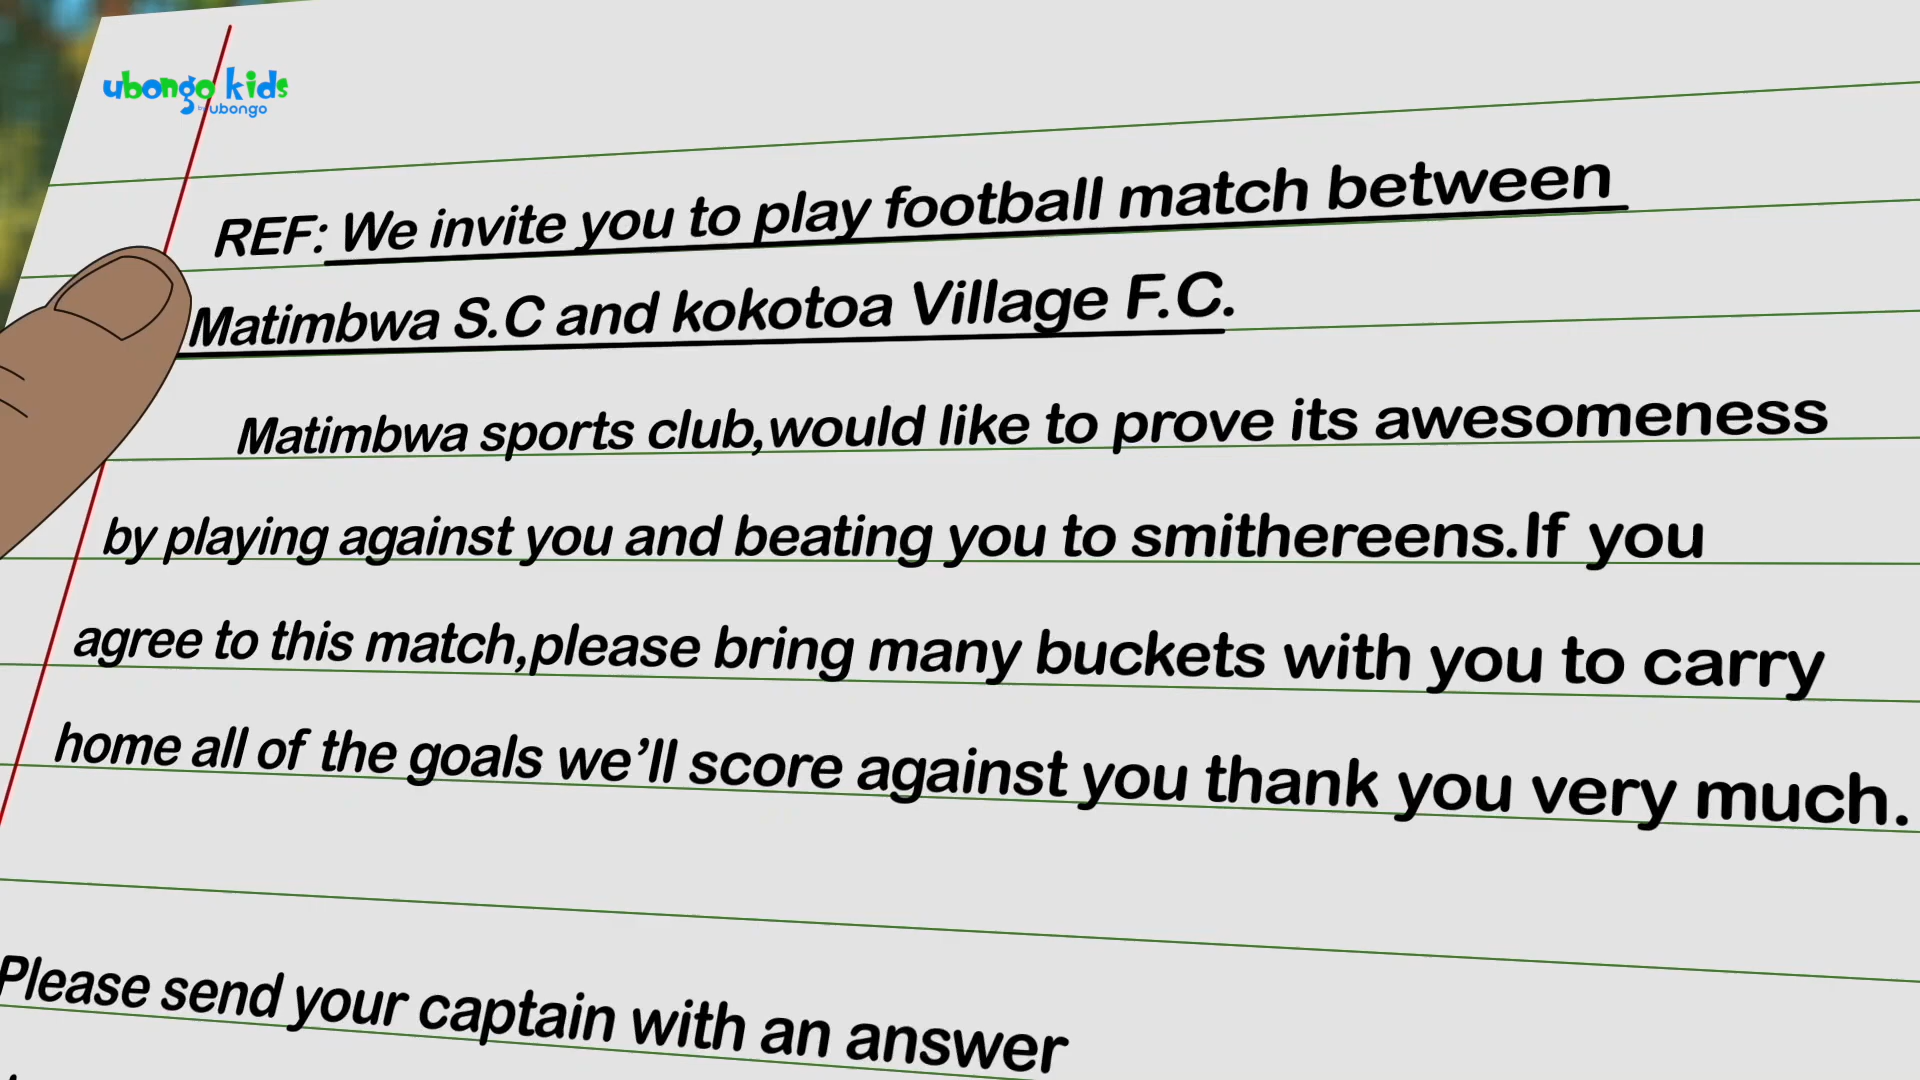 ubongo kids
by ubongo
REF: We invite you to play football match between
Matimbwa S.C and kokotoa Village F.C.
Matimbwa sports club,would like to prove its awesomeness
by playing against you and beating you to smithereens.If you
agree to this match,please bring many buckets with you to carry
home all of the goals we'll score against you thank you very much.
Please send your captain with an answer